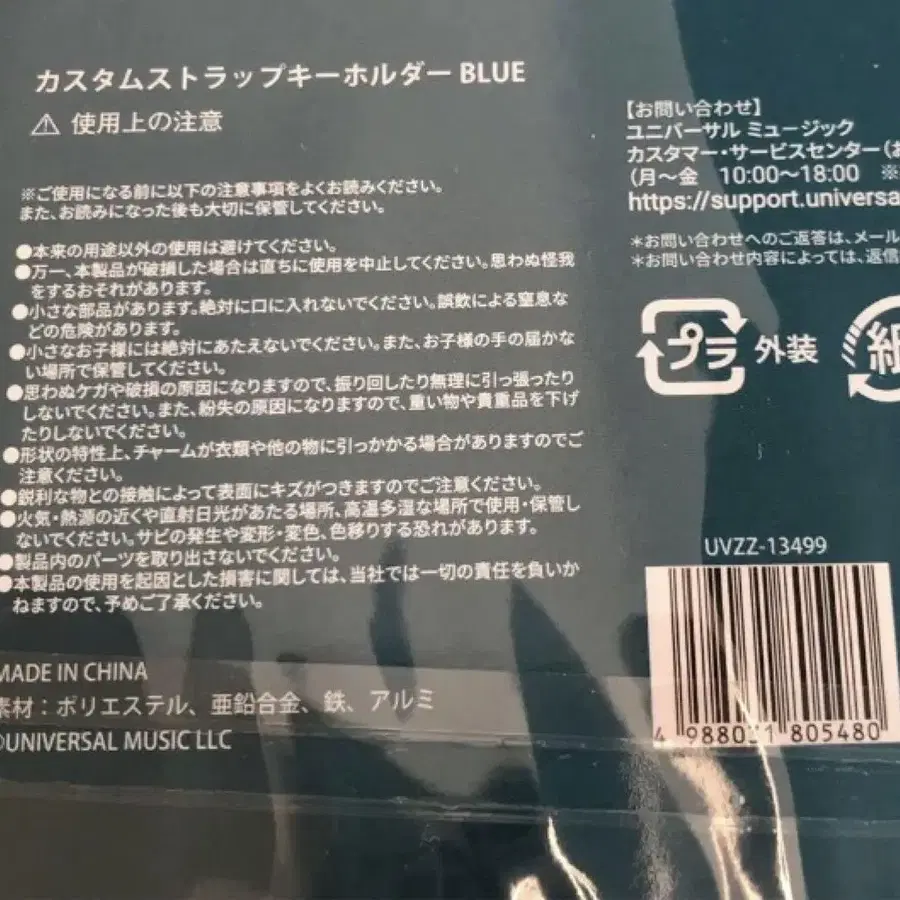 カスタムストラップキーホルダー BLUE
⚠ 使用上の注意
※ご使用になる前に以下の注意事項をよくお読みください。
また、お読みになった後も大切に保管してください。
●本来の用途以外の使用は避けてください。
●万一、本製品が破損した場合は直ちに使用を中止してください。思わぬ怪我
をするおそれがあります。
●小さな部品があります。絶対に口に入れないでください。誤飲による窒息な
どの危険があります。
●小さなお子様には絶対にあたえないでください。また、お子様の手の届かな
い場所で保管してください。
●思わぬケガや破損の原因になりますので、振り回したり無理に引っ張ったり
しないでください。また、紛失の原因になりますので、重い物や貴重品を下げ
たりしないでください。
●形状の特性上、チャームが衣類や他の物に引っかかる場合がありますのでご
注意ください。
●鋭利な物との接触によって表面にキズがつきますのでご注意ください。
●火気・熱源の近くや直射日光があたる場所、高温多湿な場所で使用・保管し
ないでください。サビの発生や変形・変色、色移りする恐れがあります。
●製品内のパーツを取り出さないでください。
●本製品の使用を起因とした損害に関しては、当社では一切の責任を負いか
ねますので、予めご了承ください。
MADE IN CHINA
素材：ポリエステル、亜鉛合金、鉄、アルミ
©UNIVERSAL MUSIC LLC
【お問い合わせ】
ユニバーサル ミュージック
カスタマー・サービスセンター（お
（月〜金 10:00〜18:00 ※
https://support.universa
＊お問い合わせへのご返答は、メール
＊お問い合わせ内容によっては、返信
プラ 外装
紙
UVZZ-13499
4 988031 805480